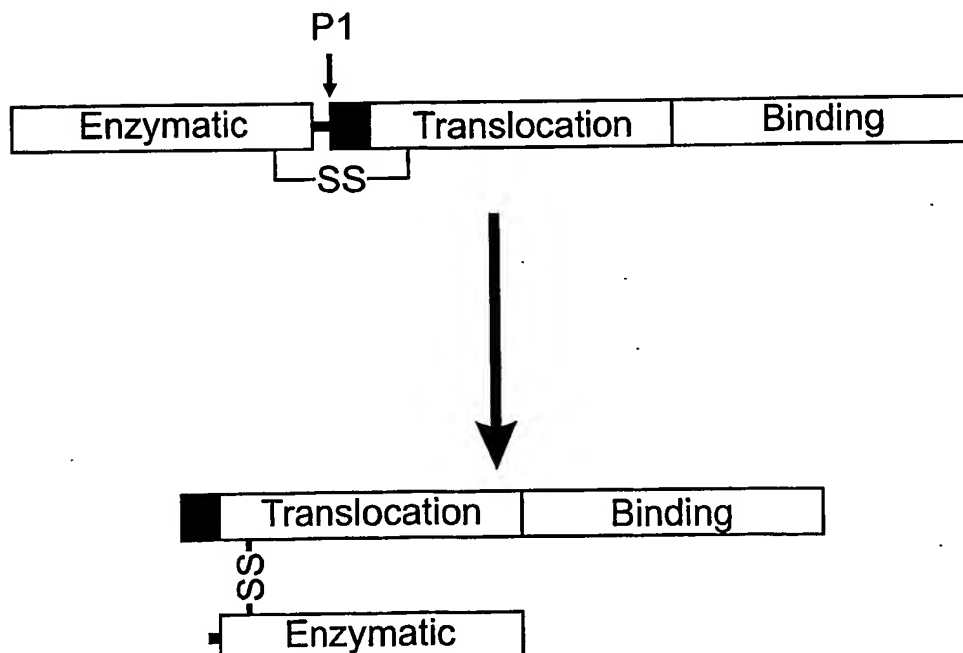 P1
Enzymatic Translocation Binding
SS
Translocation Binding
SS
Enzymatic